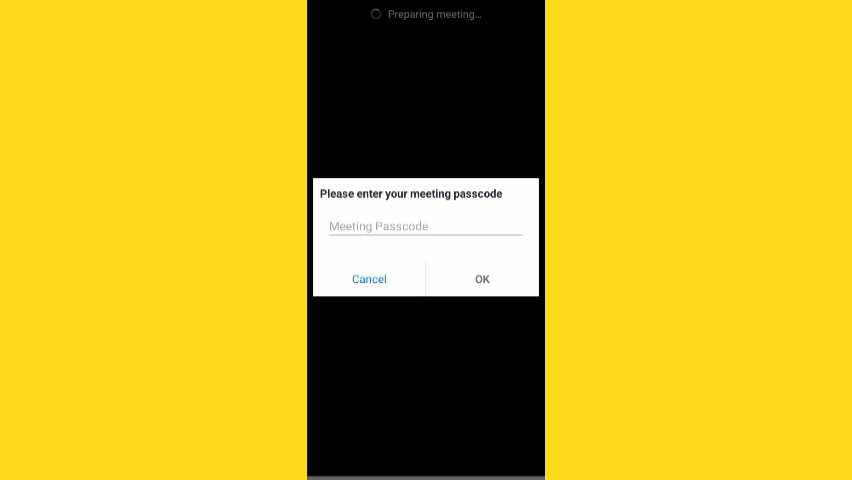 Preparing meeting...
Please enter your meeting passcode
Meeting Passcode
Cancel
OK